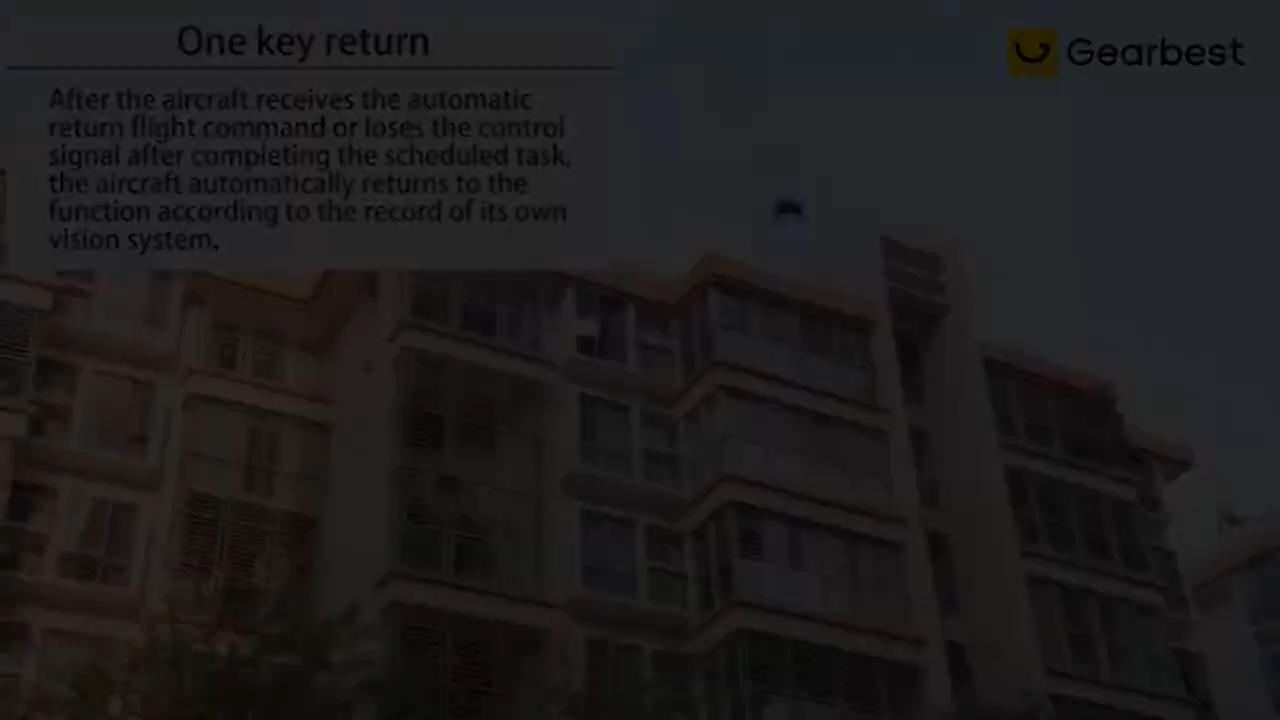 One key return
Gearbest
After the aircraft receives the automatic
return flight command or loses the control
signal after completing the scheduled task,
the aircraft automatically returns to the
function according to the record of its own
vision system.